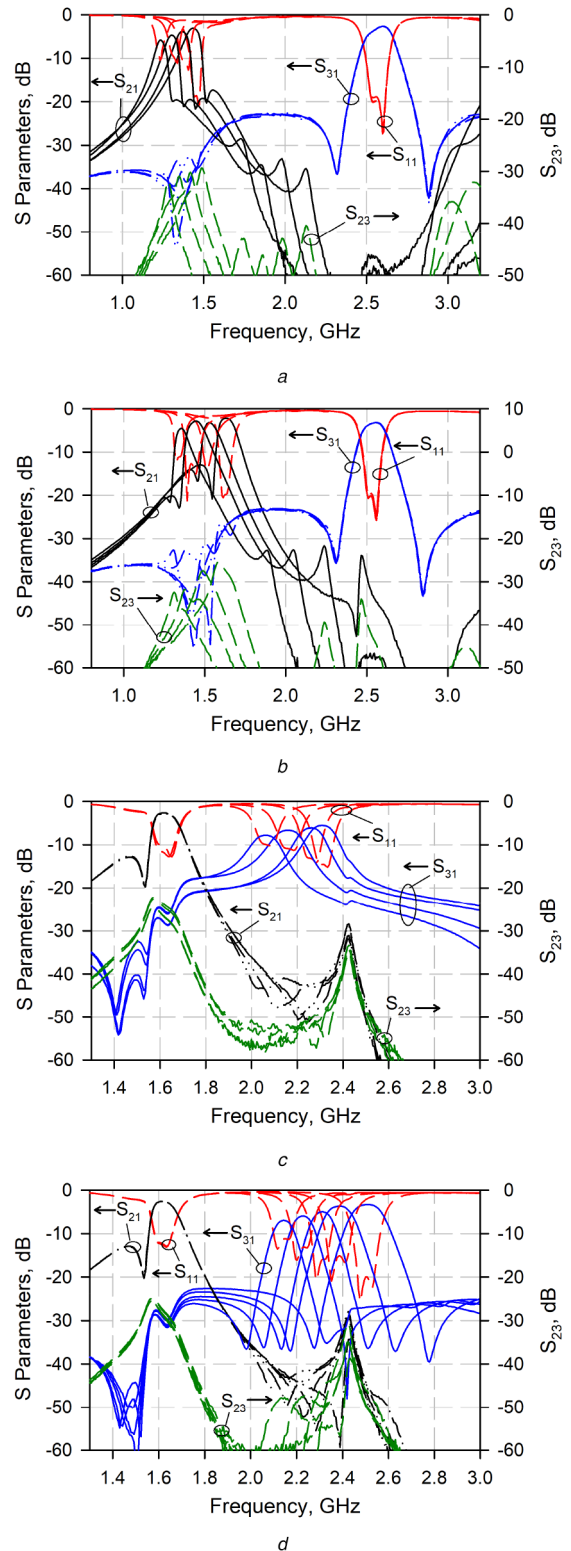 0 0
-10 -10
-20 -20
-30 -30
-40 -40
-50
-60 -50
S Parameters, dB
S23, dB
S21
S31
S11
S23
1.0 1.5 2.0 2.5 3.0
Frequency, GHz
a
0 10
-10 0
-20 -10
-30 -20
-40 -30
-50 -40
-60 -50
S Parameters, dB
S23, dB
S31
S11
S21
S23
1.0 1.5 2.0 2.5 3.0
Frequency, GHz
b
0 0
-10 -10
-20 -20
-30 -30
-40 -40
-50 -50
-60 -60
S Parameters, dB
S23, dB
S11
S31
S21
S23
1.4 1.6 1.8 2.0 2.2 2.4 2.6 2.8 3.0
Frequency, GHz
c
0 0
-10 -10
-20 -20
-30 -30
-40 -40
-50 -50
-60 -60
S Parameters, dB
S23, dB
S21
S31
S11
S23
1.4 1.6 1.8 2.0 2.2 2.4 2.6 2.8 3.0
Frequency, GHz
d